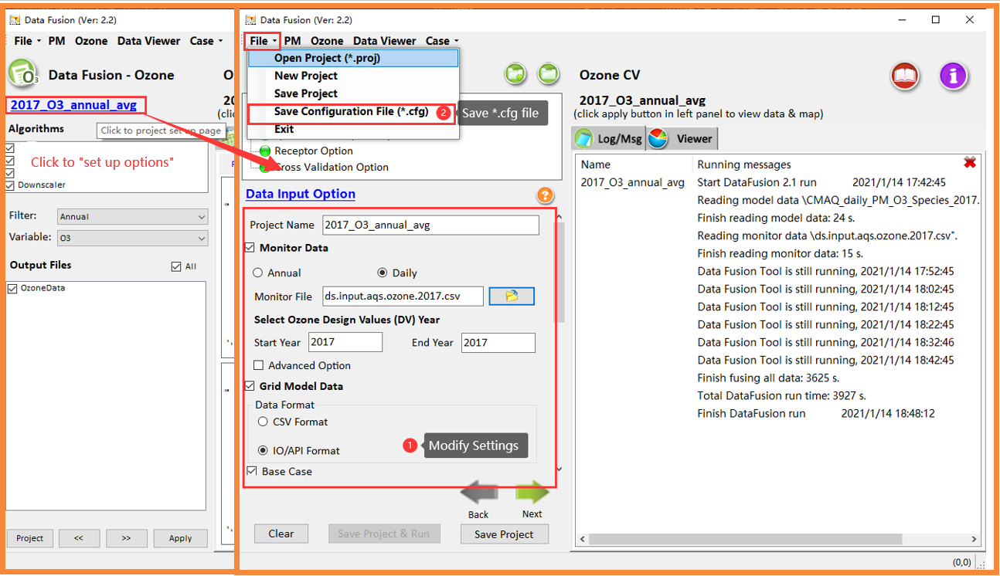 Data Fusion (Ver: 2.2)
File PM Ozone Data Viewer Case
Data Fusion - Ozone
2017_O3_annual_avg
Algorithms
Click to project set up page
Click to "set up options"
Downscaler
Filter: Annual
Variable: O3
Output Files All
OzoneData
Project << >> Apply
Data Fusion (Ver: 2.2)
File PM Ozone Data Viewer Case
Open Project (*.proj)
New Project
Save Project
Save Configuration File (*.cfg) 2 Save *.cfg file
Exit
Receptor Option
Cross Validation Option
Data Input Option
Project Name 2017_O3_annual_avg
Monitor Data
Annual Daily
Monitor File ds.input.aqs.ozone.2017.csv
Select Ozone Design Values (DV) Year
Start Year 2017 End Year 2017
Advanced Option
Grid Model Data
Data Format
CSV Format
IO/API Format 1 Modify Settings
Base Case
Back Next
Clear Save Project & Run Save Project
Ozone CV
2017_O3_annual_avg
(click apply button in left panel to view data & map)
Log/Msg Viewer
Name Running messages
2017_O3_annual_avg Start DataFusion 2.1 run 2021/1/14 17:42:45
Reading model data \CMAQ_daily_PM_O3_Species_2017.
Finish reading model data: 24 s.
Reading monitor data \ds.input.aqs.ozone.2017.csv".
Finish reading monitor data: 15 s.
Data Fusion Tool is still running, 2021/1/14 17:52:45
Data Fusion Tool is still running, 2021/1/14 18:02:45
Data Fusion Tool is still running, 2021/1/14 18:12:45
Data Fusion Tool is still running, 2021/1/14 18:22:45
Data Fusion Tool is still running, 2021/1/14 18:32:46
Data Fusion Tool is still running, 2021/1/14 18:42:45
Finish fusing all data: 3625 s.
Total DataFusion run time: 3927 s.
Finish DataFusion run 2021/1/14 18:48:12
(0,0)